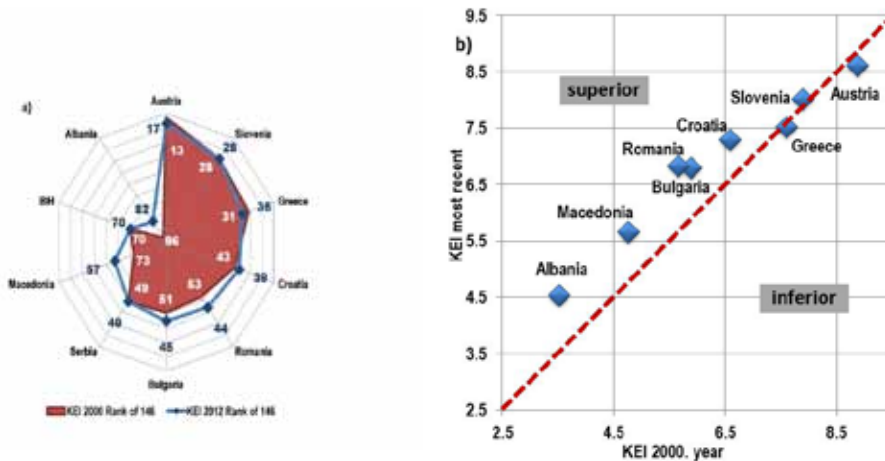 a)
Austria
Slovenia
Greece
Croatia
Romania
Bulgaria
Serbia
Macedonia
BIH
Albania
17
13
28
28
35
31
43
39
53
44
51
45
49
49
73
57
70
70
96
82
KEI 2000 Rank of 146
KEI 2012 Rank of 146
b)
9.5
8.5
7.5
6.5
5.5
4.5
3.5
2.5
KEI most recent
superior
inferior
Austria
Slovenia
Greece
Croatia
Romania
Bulgaria
Macedonia
Albania
2.5
4.5
6.5
8.5
KEI 2000. year